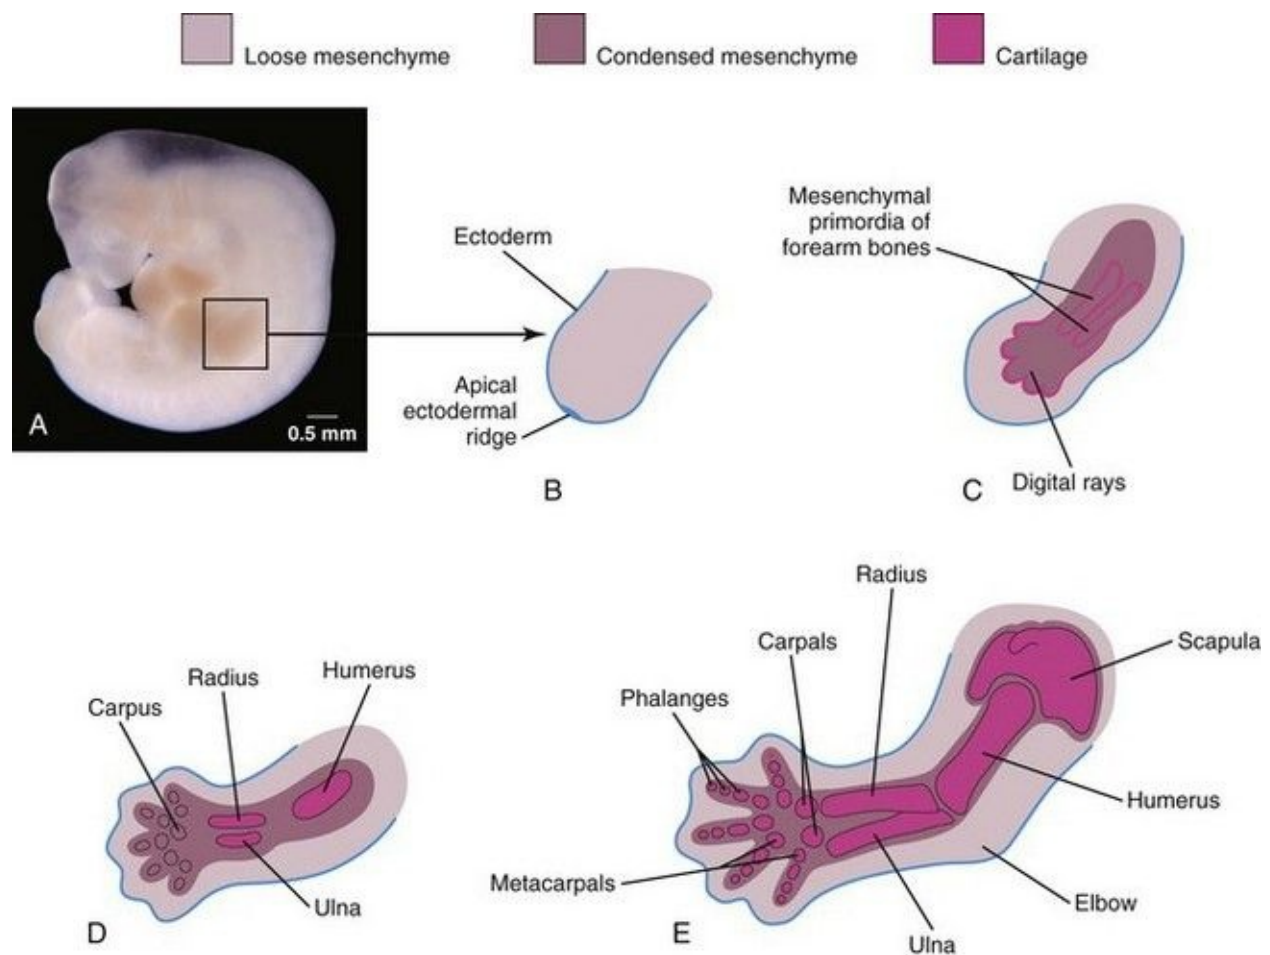 Loose mesenchyme
Condensed mesenchyme
Cartilage
A
0.5 mm
Ectoderm
Apical
ectodermal
ridge
B
Mesenchymal
primordia of
forearm bones
Digital rays
C
Carpus
Radius
Humerus
Ulna
D
Radius
Carpals
Phalanges
Scapula
Humerus
Metacarpals
Elbow
Ulna
E